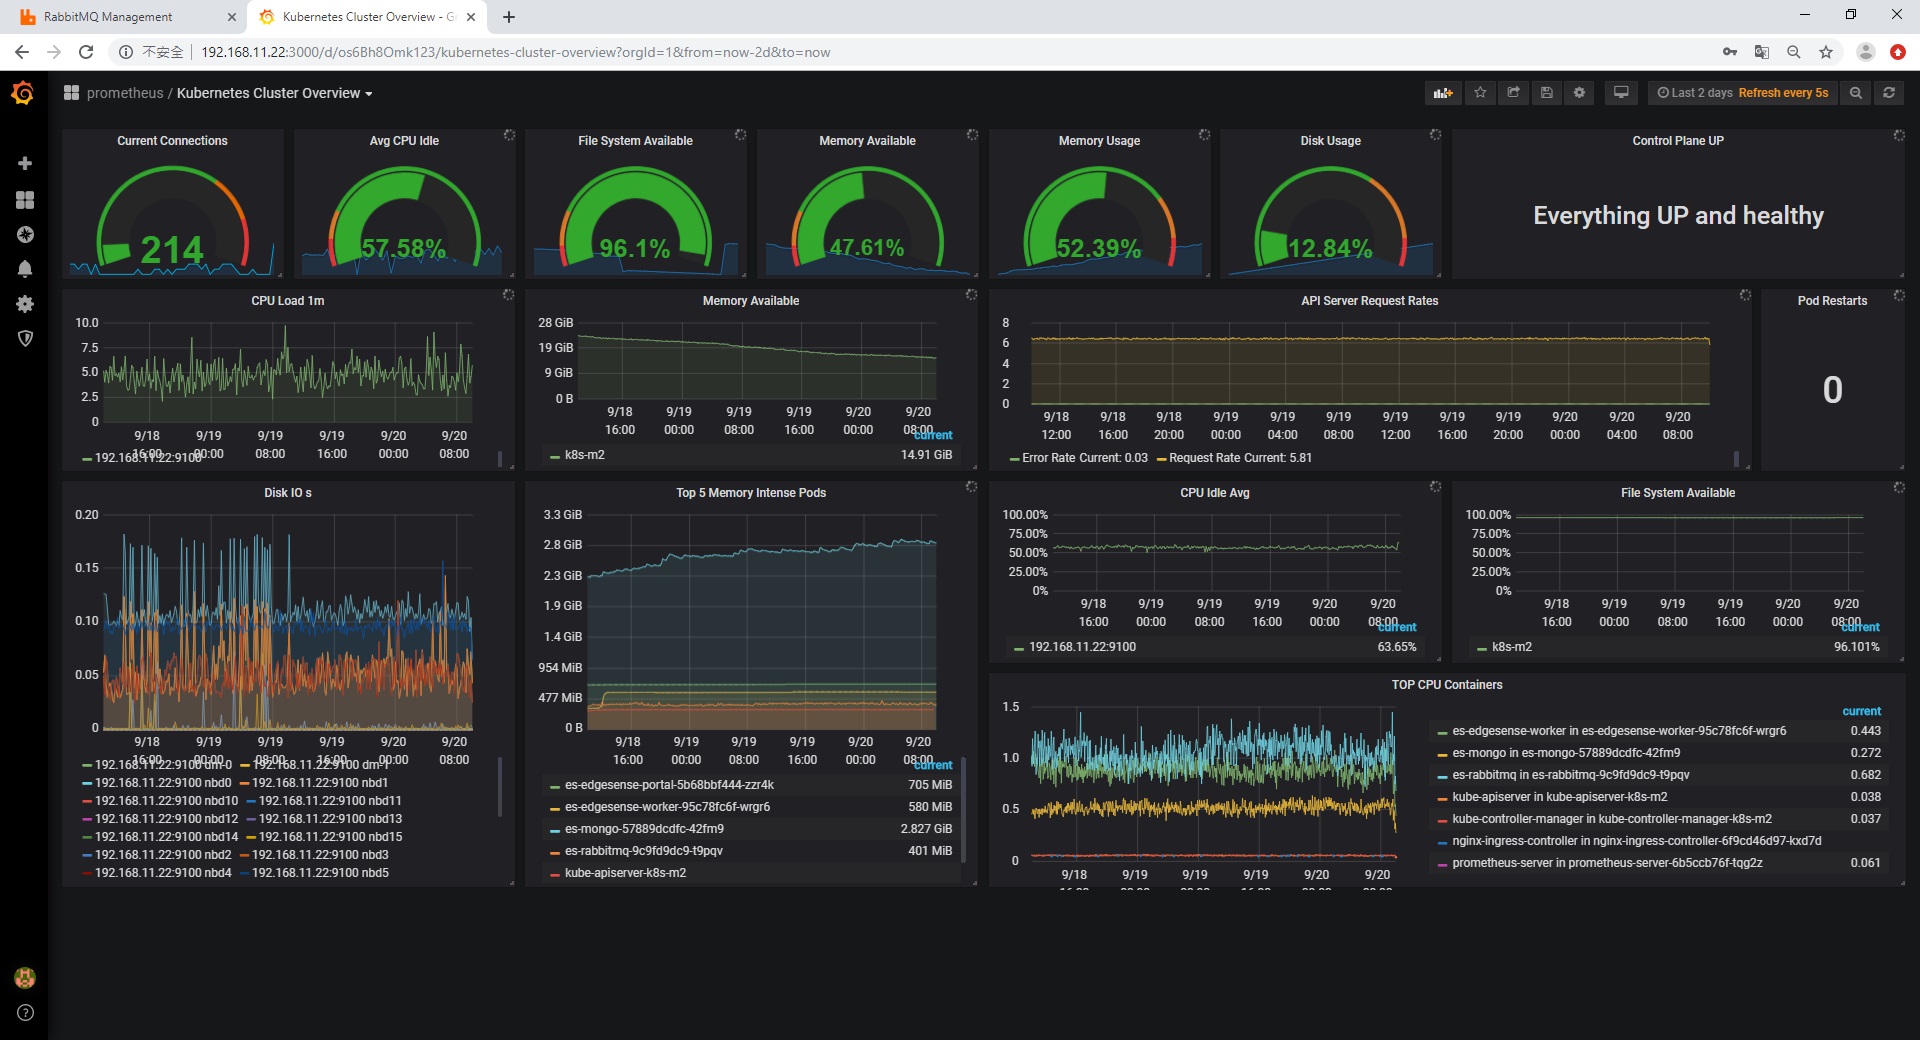 RabbitMQ Management
Kubernetes Cluster Overview - Gr
不安全
192.168.11.22:3000/d/os6Bh8Omk123/kubernetes-cluster-overview?orgId=1&from=now-2d&to=now
prometheus / Kubernetes Cluster Overview
Last 2 days Refresh every 5s
Current Connections
214
Avg CPU Idle
57.58%
File System Available
96.1%
Memory Available
47.61%
Memory Usage
52.39%
Disk Usage
12.84%
Control Plane UP
Everything UP and healthy
CPU Load 1m
10.0
7.5
5.0
2.5
0
9/18 9/19 9/19 9/19 9/20 9/20
16:00 00:00 08:00 16:00 00:00 08:00
192.168.11.22:9100
Memory Available
28 GiB
19 GiB
9 GiB
0 B
9/18 9/19 9/19 9/19 9/20 9/20
16:00 00:00 08:00 16:00 00:00 08:00
current
k8s-m2 14.91 GiB
API Server Request Rates
8
6
4
2
0
9/18 9/18 9/18 9/19 9/19 9/19 9/19 9/19 9/19 9/20 9/20 9/20
12:00 16:00 20:00 00:00 04:00 08:00 12:00 16:00 20:00 00:00 04:00 08:00
Error Rate Current: 0.03 Request Rate Current: 5.81
Pod Restarts
0
Disk IO s
0.20
0.15
0.10
0.05
0
9/18 9/19 9/19 9/19 9/20 9/20
16:00 00:00 08:00 16:00 00:00 08:00
192.168.11.22:9100 dm-0 192.168.11.22:9100 dm-1
192.168.11.22:9100 nbd0 192.168.11.22:9100 nbd1
192.168.11.22:9100 nbd10 192.168.11.22:9100 nbd11
192.168.11.22:9100 nbd12 192.168.11.22:9100 nbd13
192.168.11.22:9100 nbd14 192.168.11.22:9100 nbd15
192.168.11.22:9100 nbd2 192.168.11.22:9100 nbd3
192.168.11.22:9100 nbd4 192.168.11.22:9100 nbd5
Top 5 Memory Intense Pods
3.3 GiB
2.8 GiB
2.3 GiB
1.9 GiB
1.4 GiB
954 MiB
477 MiB
0 B
9/18 9/19 9/19 9/19 9/20 9/20
16:00 00:00 08:00 16:00 00:00 08:00
current
es-edgesense-portal-5b68bbf444-zzr4k 705 MiB
es-edgesense-worker-95c78fc6f-wrgr6 580 MiB
es-mongo-57889dcdfc-42fm9 2.827 GiB
es-rabbitmq-9c9fd9dc9-t9pqv 401 MiB
kube-apiserver-k8s-m2
CPU Idle Avg
100.00%
75.00%
50.00%
25.00%
0%
9/18 9/19 9/19 9/19 9/20 9/20
16:00 00:00 08:00 16:00 00:00 08:00
current
192.168.11.22:9100 63.65%
File System Available
100.00%
75.00%
50.00%
25.00%
0%
9/18 9/19 9/19 9/19 9/20 9/20
16:00 00:00 08:00 16:00 00:00 08:00
current
k8s-m2 96.101%
TOP CPU Containers
1.5
1.0
0.5
0
9/18 9/19 9/19 9/19 9/20 9/20
current
es-edgesense-worker in es-edgesense-worker-95c78fc6f-wrgr6 0.443
es-mongo in es-mongo-57889dcdfc-42fm9 0.272
es-rabbitmq in es-rabbitmq-9c9fd9dc9-t9pqv 0.682
kube-apiserver in kube-apiserver-k8s-m2 0.038
kube-controller-manager in kube-controller-manager-k8s-m2 0.037
nginx-ingress-controller in nginx-ingress-controller-6f9cd46d97-kxd7d
prometheus-server in prometheus-server-6b5ccb76f-tqg2z 0.061